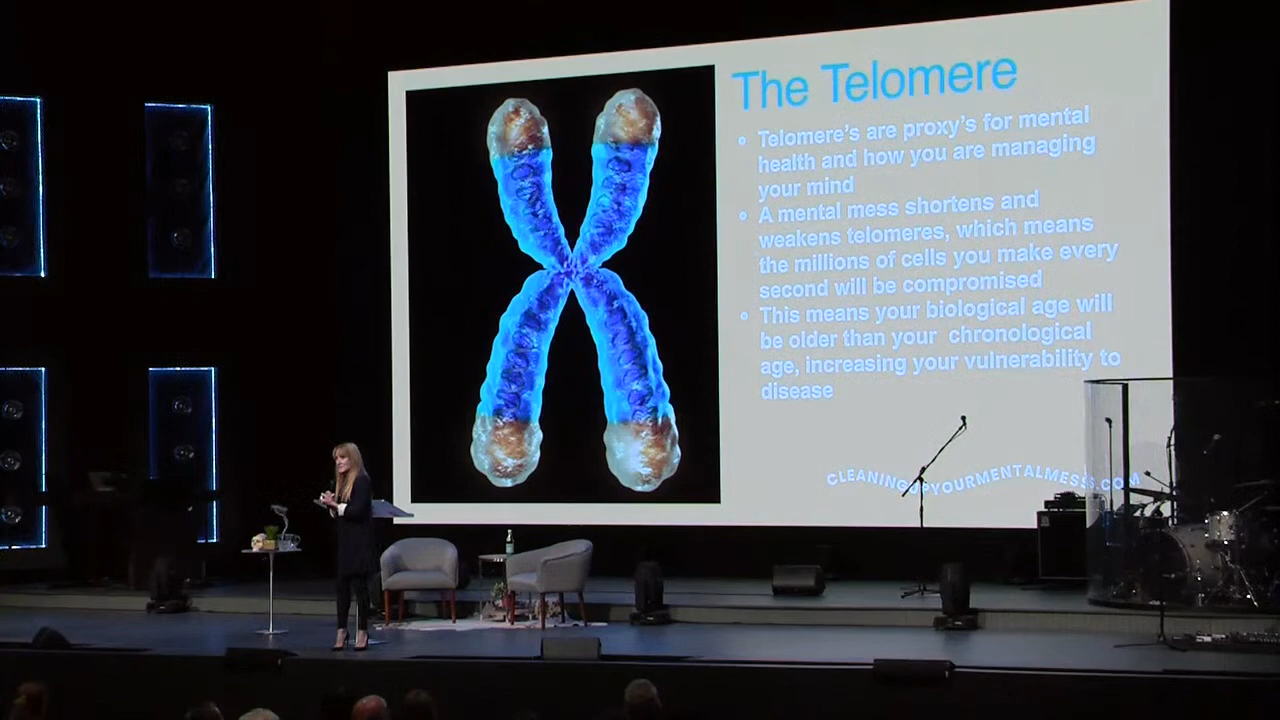 The Telomere
Telomere's are proxy's for mental
health and how you are managing
your mind
A mental mess shortens and
weakens telomeres, which means
the millions of cells you make every
second will be compromised
This means your biological age will
be older than your chronological
age, increasing your vulnerability to
disease
CLEANINGUPYOURMENTALMESS.COM